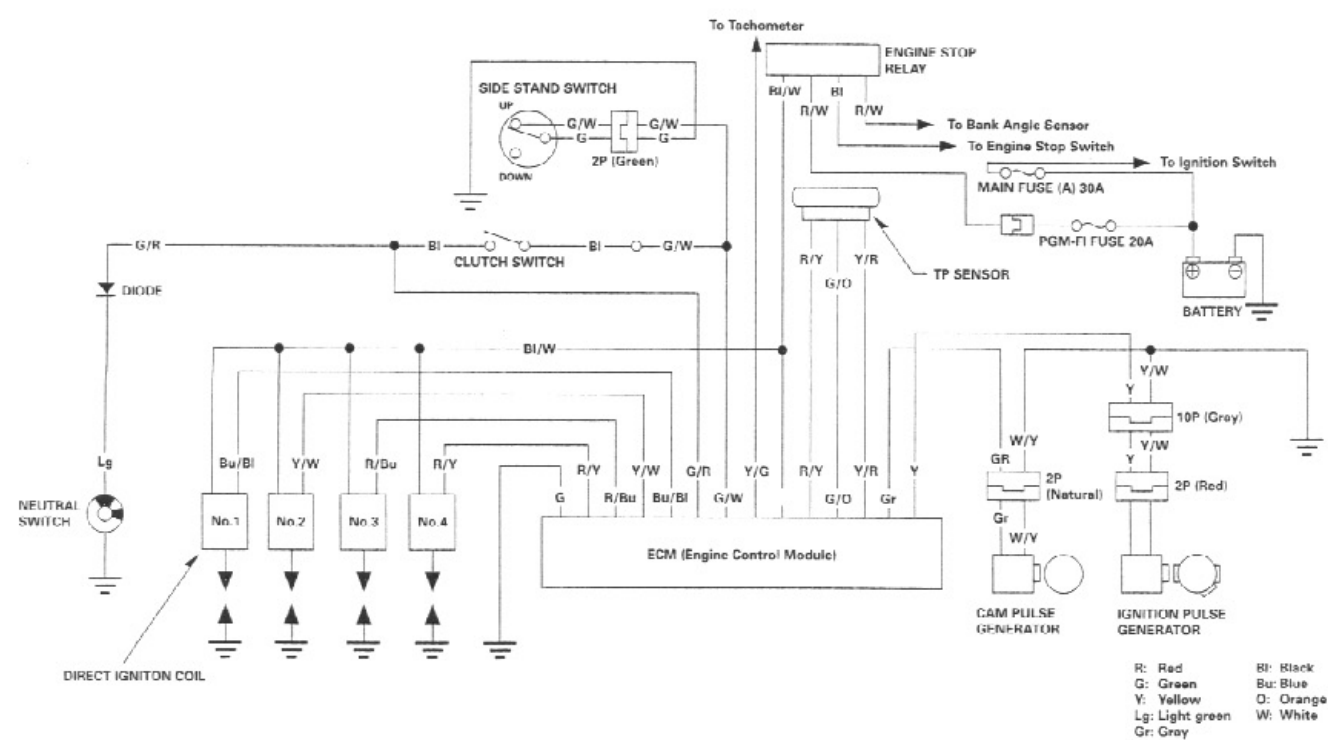 To Tachometer
ENGINE STOP
RELAY
SIDE STAND SWITCH
UP
Bl/W
Bl
R/W
R/W
G/W
G/W
G
G
To Bank Angle Sensor
To Engine Stop Switch
2P (Green)
To Ignition Switch
DOWN
MAIN FUSE (A) 30A
G/R
Bl
Bl
G/W
PGM-FI FUSE 20A
CLUTCH SWITCH
R/Y
Y/R
TP SENSOR
G/O
DIODE
BATTERY
Bl/W
Y/W
Y
10P (Gray)
W/Y
Y/W
Lg
Bu/Bl
Y/W
R/Bu
R/Y
R/Y
Y/W
G/R
Y/G
R/Y
Y/R
Y
GR
Y
2P
(Natural)
2P (Red)
G
R/Bu
Bu/Bl
G/W
G/O
Gr
NEUTRAL
SWITCH
No.1
No.2
No.3
No.4
Gr
W/Y
ECM (Engine Control Module)
CAM PULSE
GENERATOR
IGNITION PULSE
GENERATOR
DIRECT IGNITON COIL
R: Red
Bl: Black
G: Green
Bu: Blue
Y: Yellow
O: Orange
Lg: Light green
W: White
Gr: Gray